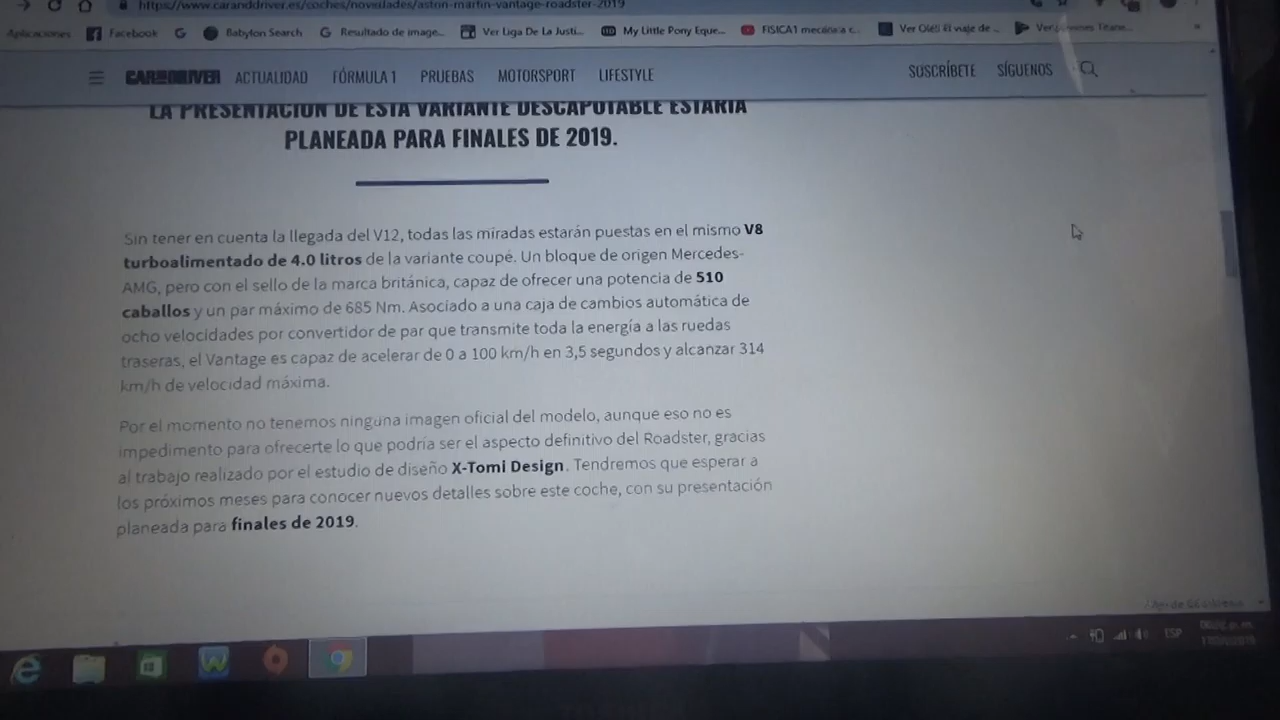 https://www.caranddriver.es/coches/novedades/aston-martin-vantage-roadster-2019
Aplicaciones Facebook Babylon Search Resultado de image... Ver Liga De La Justi... My Little Pony Eque... FISICA1 mecánica c... Ver Oléit El viaje de ...
CAR AND DRIVER ACTUALIDAD FÓRMULA 1 PRUEBAS MOTORSPORT LIFESTYLE SUSCRÍBETE SÍGUENOS
LA PRESENTACIÓN DE ESTA VARIANTE DESCAPOTABLE ESTARÍA
PLANEADA PARA FINALES DE 2019.
Sin tener en cuenta la llegada del V12, todas las miradas estarán puestas en el mismo V8
turboalimentado de 4.0 litros de la variante coupé. Un bloque de origen Mercedes-
AMG, pero con el sello de la marca británica, capaz de ofrecer una potencia de 510
caballos y un par máximo de 685 Nm. Asociado a una caja de cambios automática de
ocho velocidades por convertidor de par que transmite toda la energía a las ruedas
traseras, el Vantage es capaz de acelerar de 0 a 100 km/h en 3,5 segundos y alcanzar 314
km/h de velocidad máxima.
Por el momento no tenemos ninguna imagen oficial del modelo, aunque eso no es
impedimento para ofrecerte lo que podría ser el aspecto definitivo del Roadster, gracias
al trabajo realizado por el estudio de diseño X-Tomi Design. Tendremos que esperar a
los próximos meses para conocer nuevos detalles sobre este coche, con su presentación
planeada para finales de 2019.
ESP